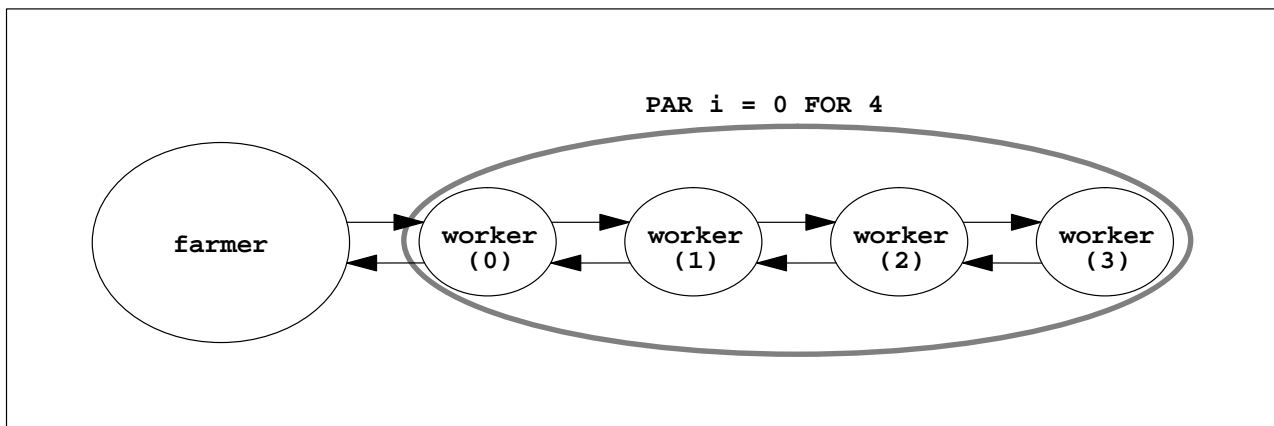 PAR i = 0 FOR 4
farmer
worker
(0)
worker
(1)
worker
(2)
worker
(3)